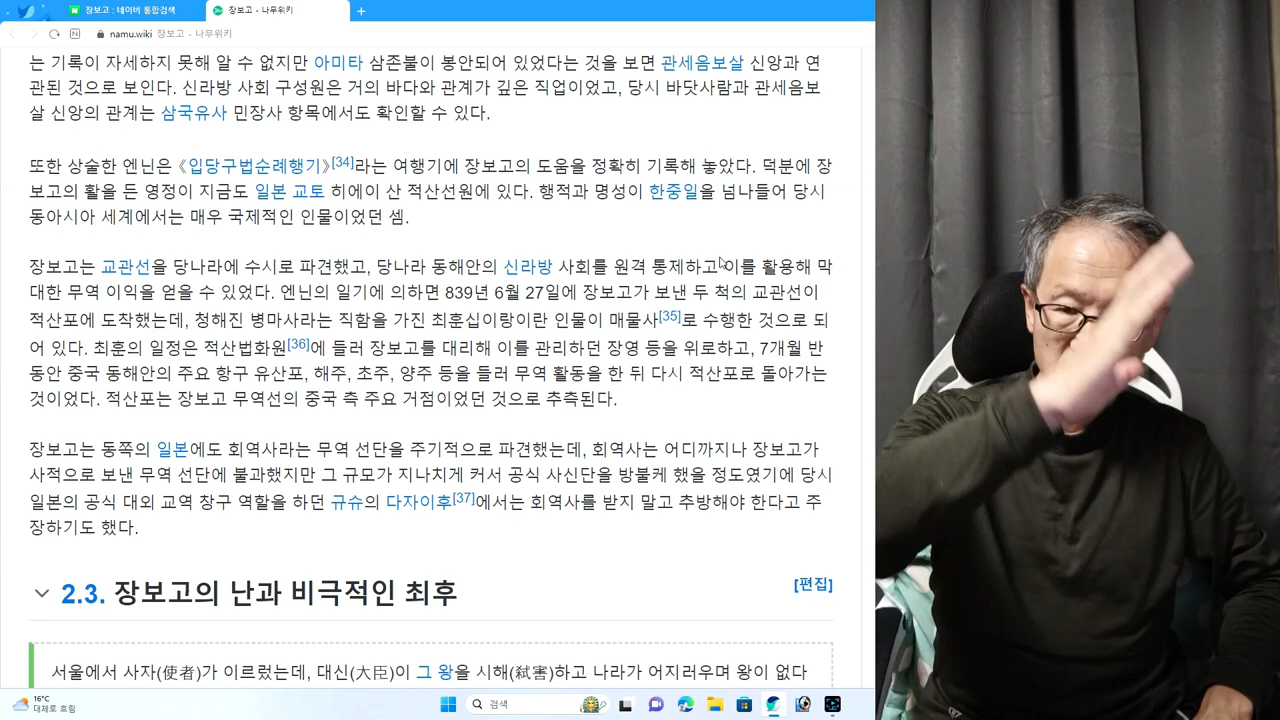 장보고 : 네이버 통합검색
장보고 - 나무위키
namu.wiki 장보고 - 나무위키
는 기록이 자세하지 못해 알 수 없지만 아미타 삼존불이 봉안되어 있었다는 것을 보면 관세음보살 신앙과 연
관된 것으로 보인다. 신라방 사회 구성원은 거의 바다와 관계가 깊은 직업이었고, 당시 바닷사람과 관세음보
살 신앙의 관계는 삼국유사 민장사 항목에서도 확인할 수 있다.
또한 상술한 엔닌은 《입당구법순례행기》[34]라는 여행기에 장보고의 도움을 정확히 기록해 놓았다. 덕분에 장
보고의 활을 든 영정이 지금도 일본 교토 히에이 산 적산선원에 있다. 행적과 명성이 한중일을 넘나들어 당시
동아시아 세계에서는 매우 국제적인 인물이었던 셈.
장보고는 교관선을 당나라에 수시로 파견했고, 당나라 동해안의 신라방 사회를 원격 통제하고 이를 활용해 막
대한 무역 이익을 얻을 수 있었다. 엔닌의 일기에 의하면 839년 6월 27일에 장보고가 보낸 두 척의 교관선이
적산포에 도착했는데, 청해진 병마사라는 직함을 가진 최훈십이랑이란 인물이 매물사[35]로 수행한 것으로 되
어 있다. 최훈의 일정은 적산법화원[36]에 들러 장보고를 대리해 이를 관리하던 장영 등을 위로하고, 7개월 반
동안 중국 동해안의 주요 항구 유산포, 해주, 초주, 양주 등을 들러 무역 활동을 한 뒤 다시 적산포로 돌아가는
것이었다. 적산포는 장보고 무역선의 중국 측 주요 거점이었던 것으로 추측된다.
장보고는 동쪽의 일본에도 회역사라는 무역 선단을 주기적으로 파견했는데, 회역사는 어디까지나 장보고가
사적으로 보낸 무역 선단에 불과했지만 그 규모가 지나치게 커서 공식 사신단을 방불케 했을 정도였기에 당시
일본의 공식 대외 교역 창구 역할을 하던 규슈의 다자이후[37]에서는 회역사를 받지 말고 추방해야 한다고 주
장하기도 했다.
2.3. 장보고의 난과 비극적인 최후
[편집]
서울에서 사자(使者)가 이르렀는데, 대신(大臣)이 그 왕을 시해(弑害)하고 나라가 어지러우며 왕이 없다
16°C
대체로 흐림
검색